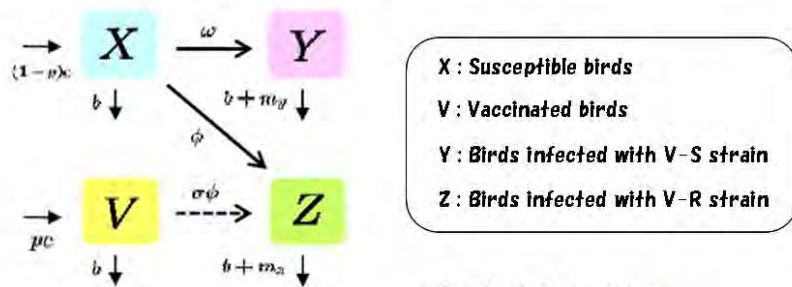 X ω Y
(1-p)c
b b + m_y
ϕ
V σϕ Z
pc
b b + m_z
X : Susceptible birds
V : Vaccinated birds
Y : Birds infected with V-S strain
Z : Birds infected with V-R strain